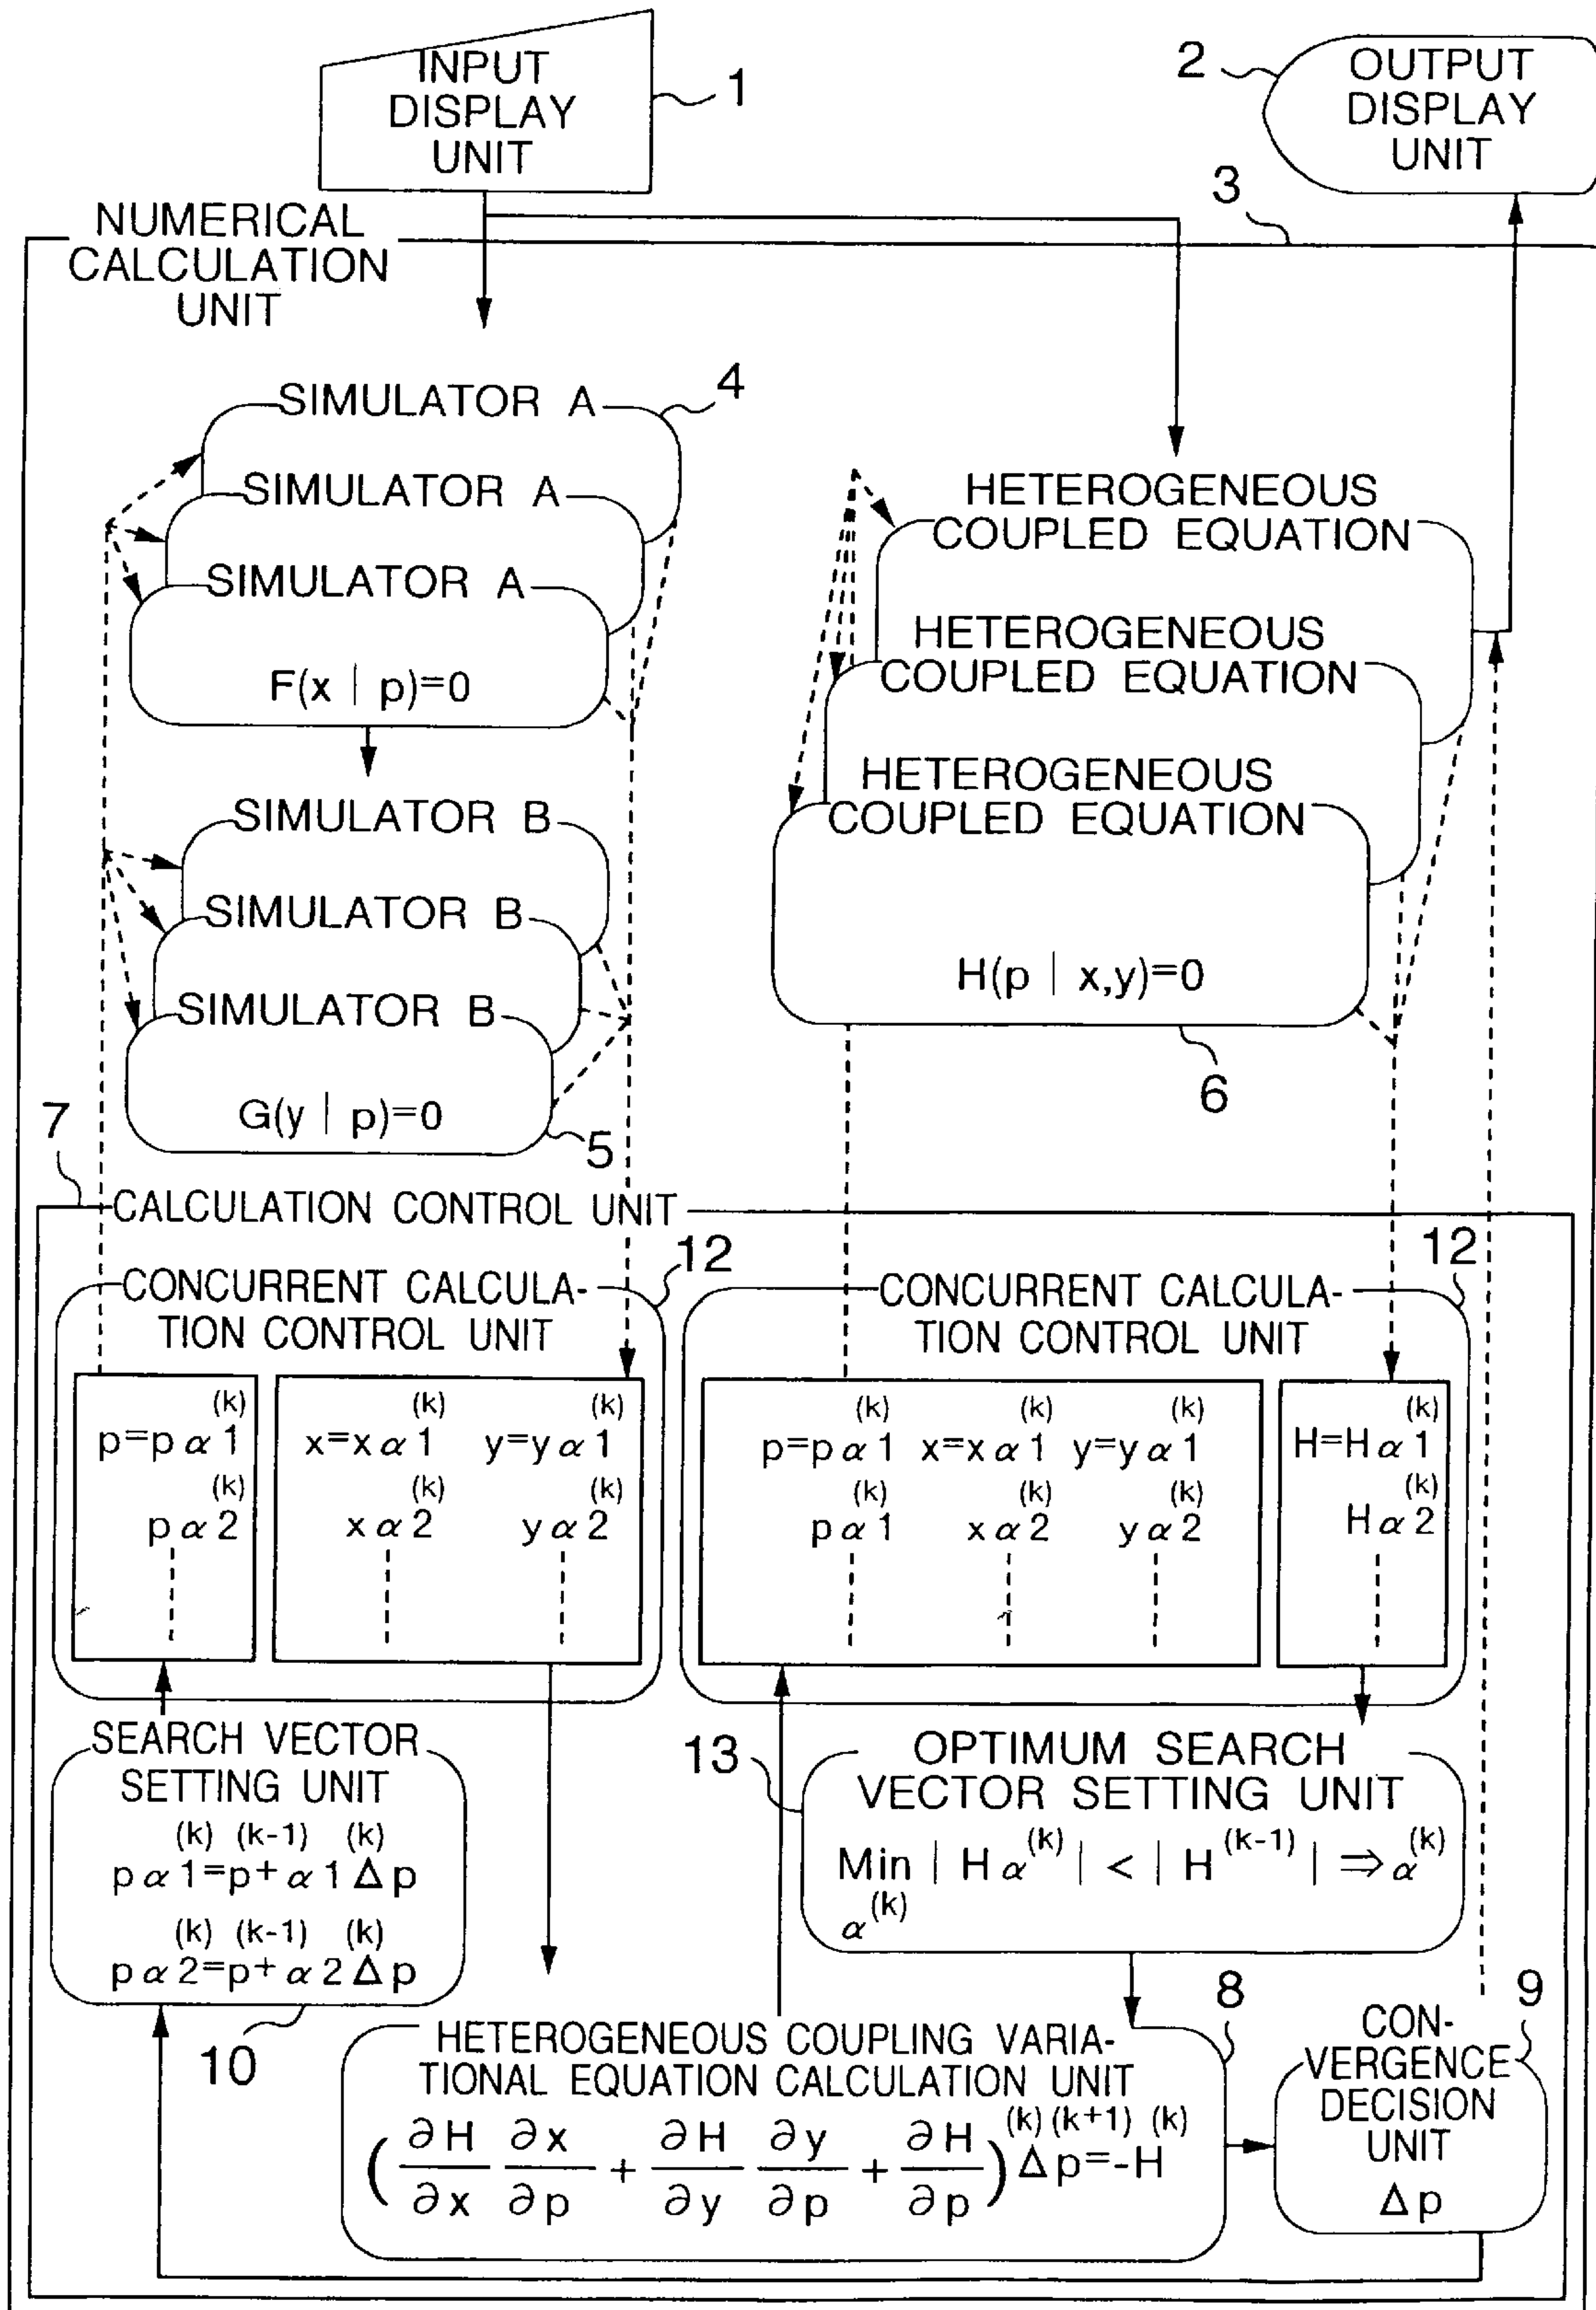 INPUT
DISPLAY
UNIT
1
2
OUTPUT
DISPLAY
UNIT
3
NUMERICAL
CALCULATION
UNIT
SIMULATOR A
4
SIMULATOR A
SIMULATOR A
F(x | p)=0
SIMULATOR B
SIMULATOR B
SIMULATOR B
G(y | p)=0
5
HETEROGENEOUS
COUPLED EQUATION
HETEROGENEOUS
COUPLED EQUATION
HETEROGENEOUS
COUPLED EQUATION
H(p | x,y)=0
6
7
CALCULATION CONTROL UNIT
12
CONCURRENT CALCULA-
TION CONTROL UNIT
(k) (k) (k)
p=pα1 x=xα1 y=yα1
(k) (k) (k)
pα2 xα2 yα2
12
CONCURRENT CALCULA-
TION CONTROL UNIT
(k) (k) (k) (k)
p=pα1 x=xα1 y=yα1 H=Hα1
(k) (k) (k) (k)
pα1 xα2 yα2 Hα2
SEARCH VECTOR
SETTING UNIT
(k) (k-1) (k)
pα1=p+α1Δp
(k) (k-1) (k)
pα2=p+α2Δp
10
13
OPTIMUM SEARCH
VECTOR SETTING UNIT
Min | Hα(k) | < | H(k-1) | ⇒ α(k)
α(k)
8
HETEROGENEOUS COUPLING VARIA-
TIONAL EQUATION CALCULATION UNIT
(∂H/∂x ∂x/∂p + ∂H/∂y ∂y/∂p + ∂H/∂p)(k) Δp(k+1)=-H(k)
9
CON-
VERGENCE
DECISION
UNIT
Δp